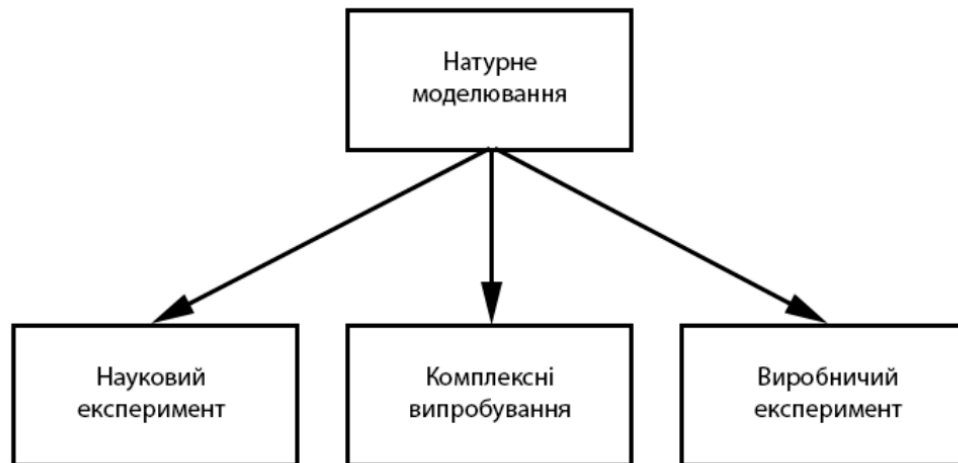 Натурне
моделювання
Науковий
експеримент
Комплексні
випробування
Виробничий
експеримент